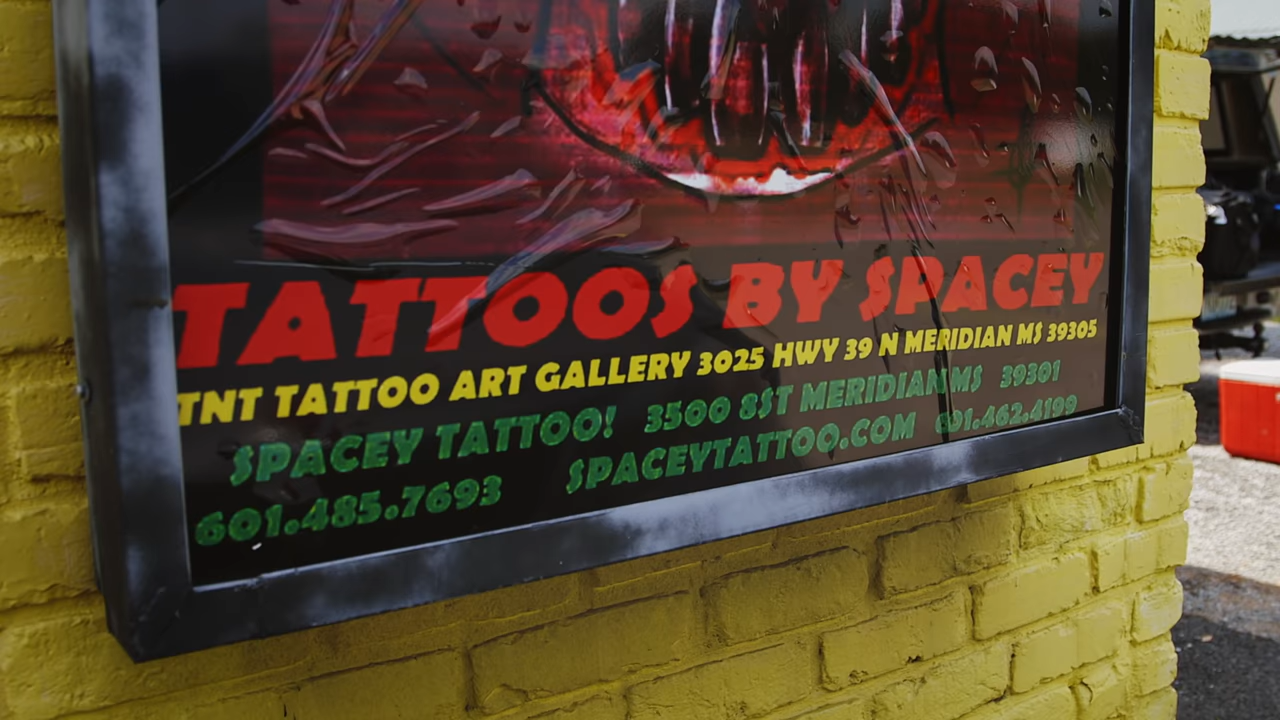 TATTOOS BY SPACEY
TNT TATTOO ART GALLERY 3025 HWY 39 N MERIDIAN MS 39305
SPACEY TATTOO! 3500 8ST MERIDIAN MS 39301
601.485.7693 SPACEYTATTOO.COM 601.462.4199